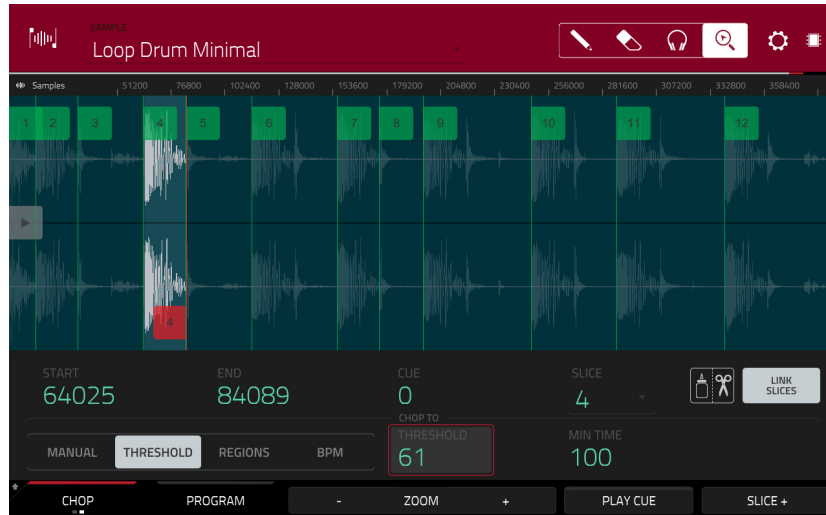 SAMPLE
Loop Drum Minimal
Samples 51200 76800 102400 128000 153600 179200 204800 230400 256000 281600 307200 332800 358400
1 2 3 4 5 6 7 8 9 10 11 12
4
START END CUE SLICE
64025 84089 0 4
LINK
SLICES
CHOP TO
THRESHOLD MIN TIME
MANUAL THRESHOLD REGIONS BPM 61 100
CHOP PROGRAM - ZOOM + PLAY CUE SLICE +